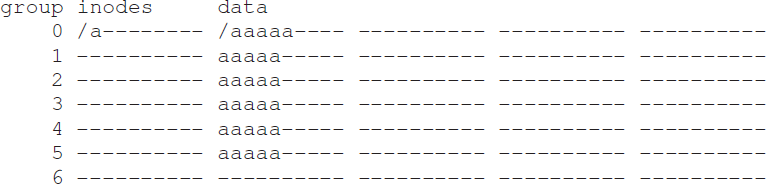 group inodes     data
    0 /a-------- /aaaaa---- ---------- ---------- ----------
    1 ---------- aaaaa----- ---------- ---------- ----------
    2 ---------- aaaaa----- ---------- ---------- ----------
    3 ---------- aaaaa----- ---------- ---------- ----------
    4 ---------- aaaaa----- ---------- ---------- ----------
    5 ---------- aaaaa----- ---------- ---------- ----------
    6 ---------- ---------- ---------- ---------- ----------